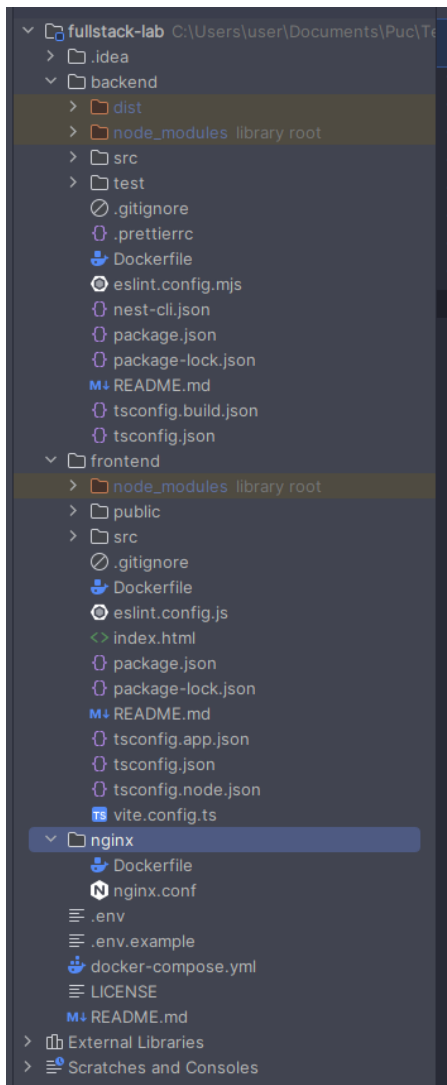 fullstack-lab C:\Users\user\Documents\Puc\Te
.idea
backend
dist
node_modules library root
src
test
.gitignore
.prettierrc
Dockerfile
eslint.config.mjs
nest-cli.json
package.json
package-lock.json
M↓ README.md
tsconfig.build.json
tsconfig.json
frontend
node_modules library root
public
src
.gitignore
Dockerfile
eslint.config.js
index.html
package.json
package-lock.json
M↓ README.md
tsconfig.app.json
tsconfig.json
tsconfig.node.json
TS vite.config.ts
nginx
Dockerfile
N nginx.conf
.env
.env.example
docker-compose.yml
LICENSE
M↓ README.md
External Libraries
Scratches and Consoles